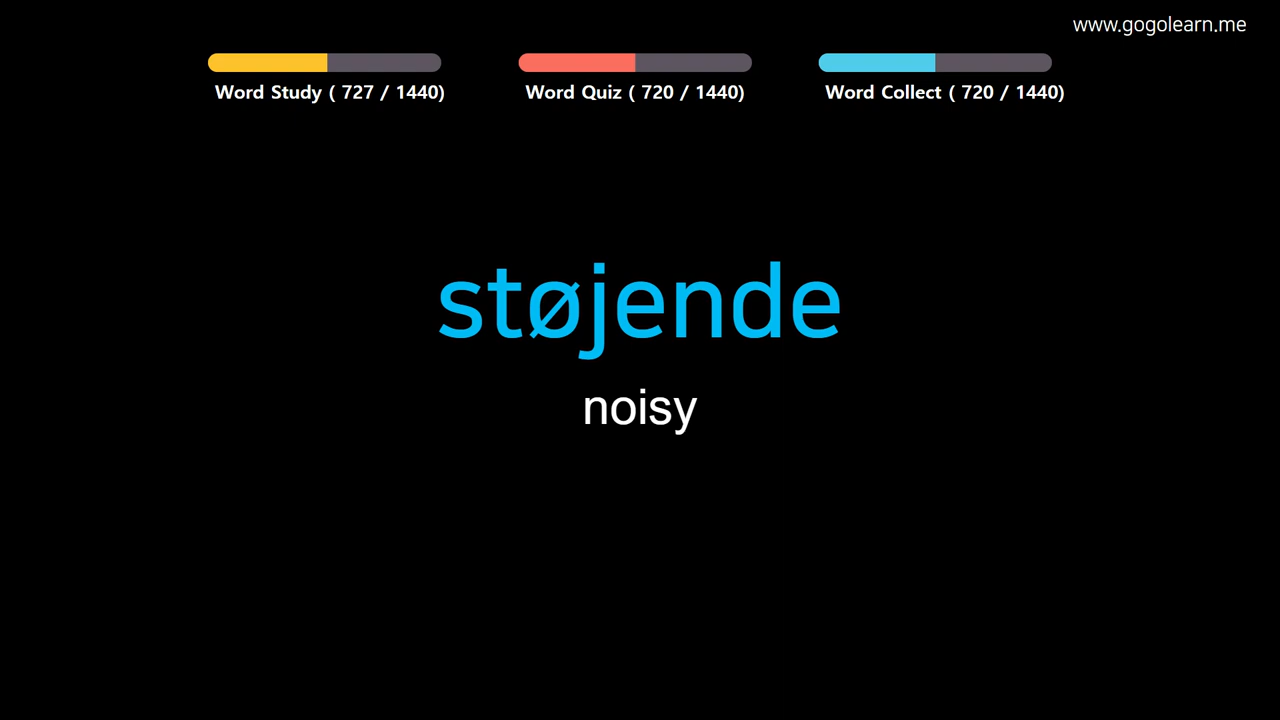 www.gogolearn.me
Word Study ( 727 / 1440)
Word Quiz ( 720 / 1440)
Word Collect ( 720 / 1440)
støjende
noisy